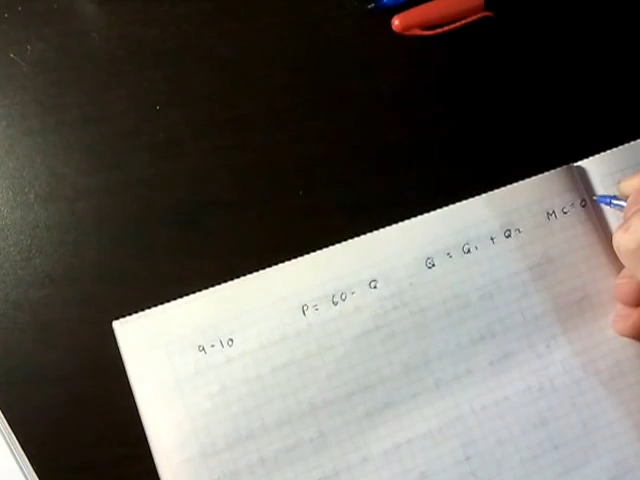 9-10 P = 60 - Q Q = Q1 + Q2 MC = 0